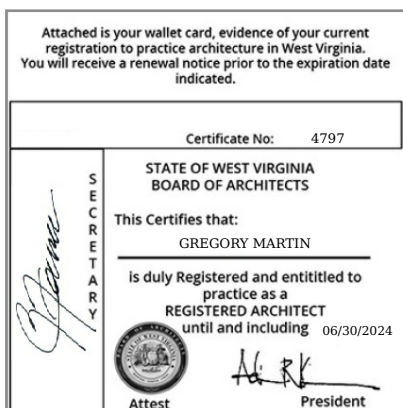 Attached is your wallet card, evidence of your current
registration to practice architecture in West Virginia.
You will receive a renewal notice prior to the expiration date
indicated.
Certificate No: 4797
SECRETARY
STATE OF WEST VIRGINIA
BOARD OF ARCHITECTS
This Certifies that:
GREGORY MARTIN
is duly Registered and entitited to
practice as a
REGISTERED ARCHITECT
until and including 06/30/2024
Attest
President